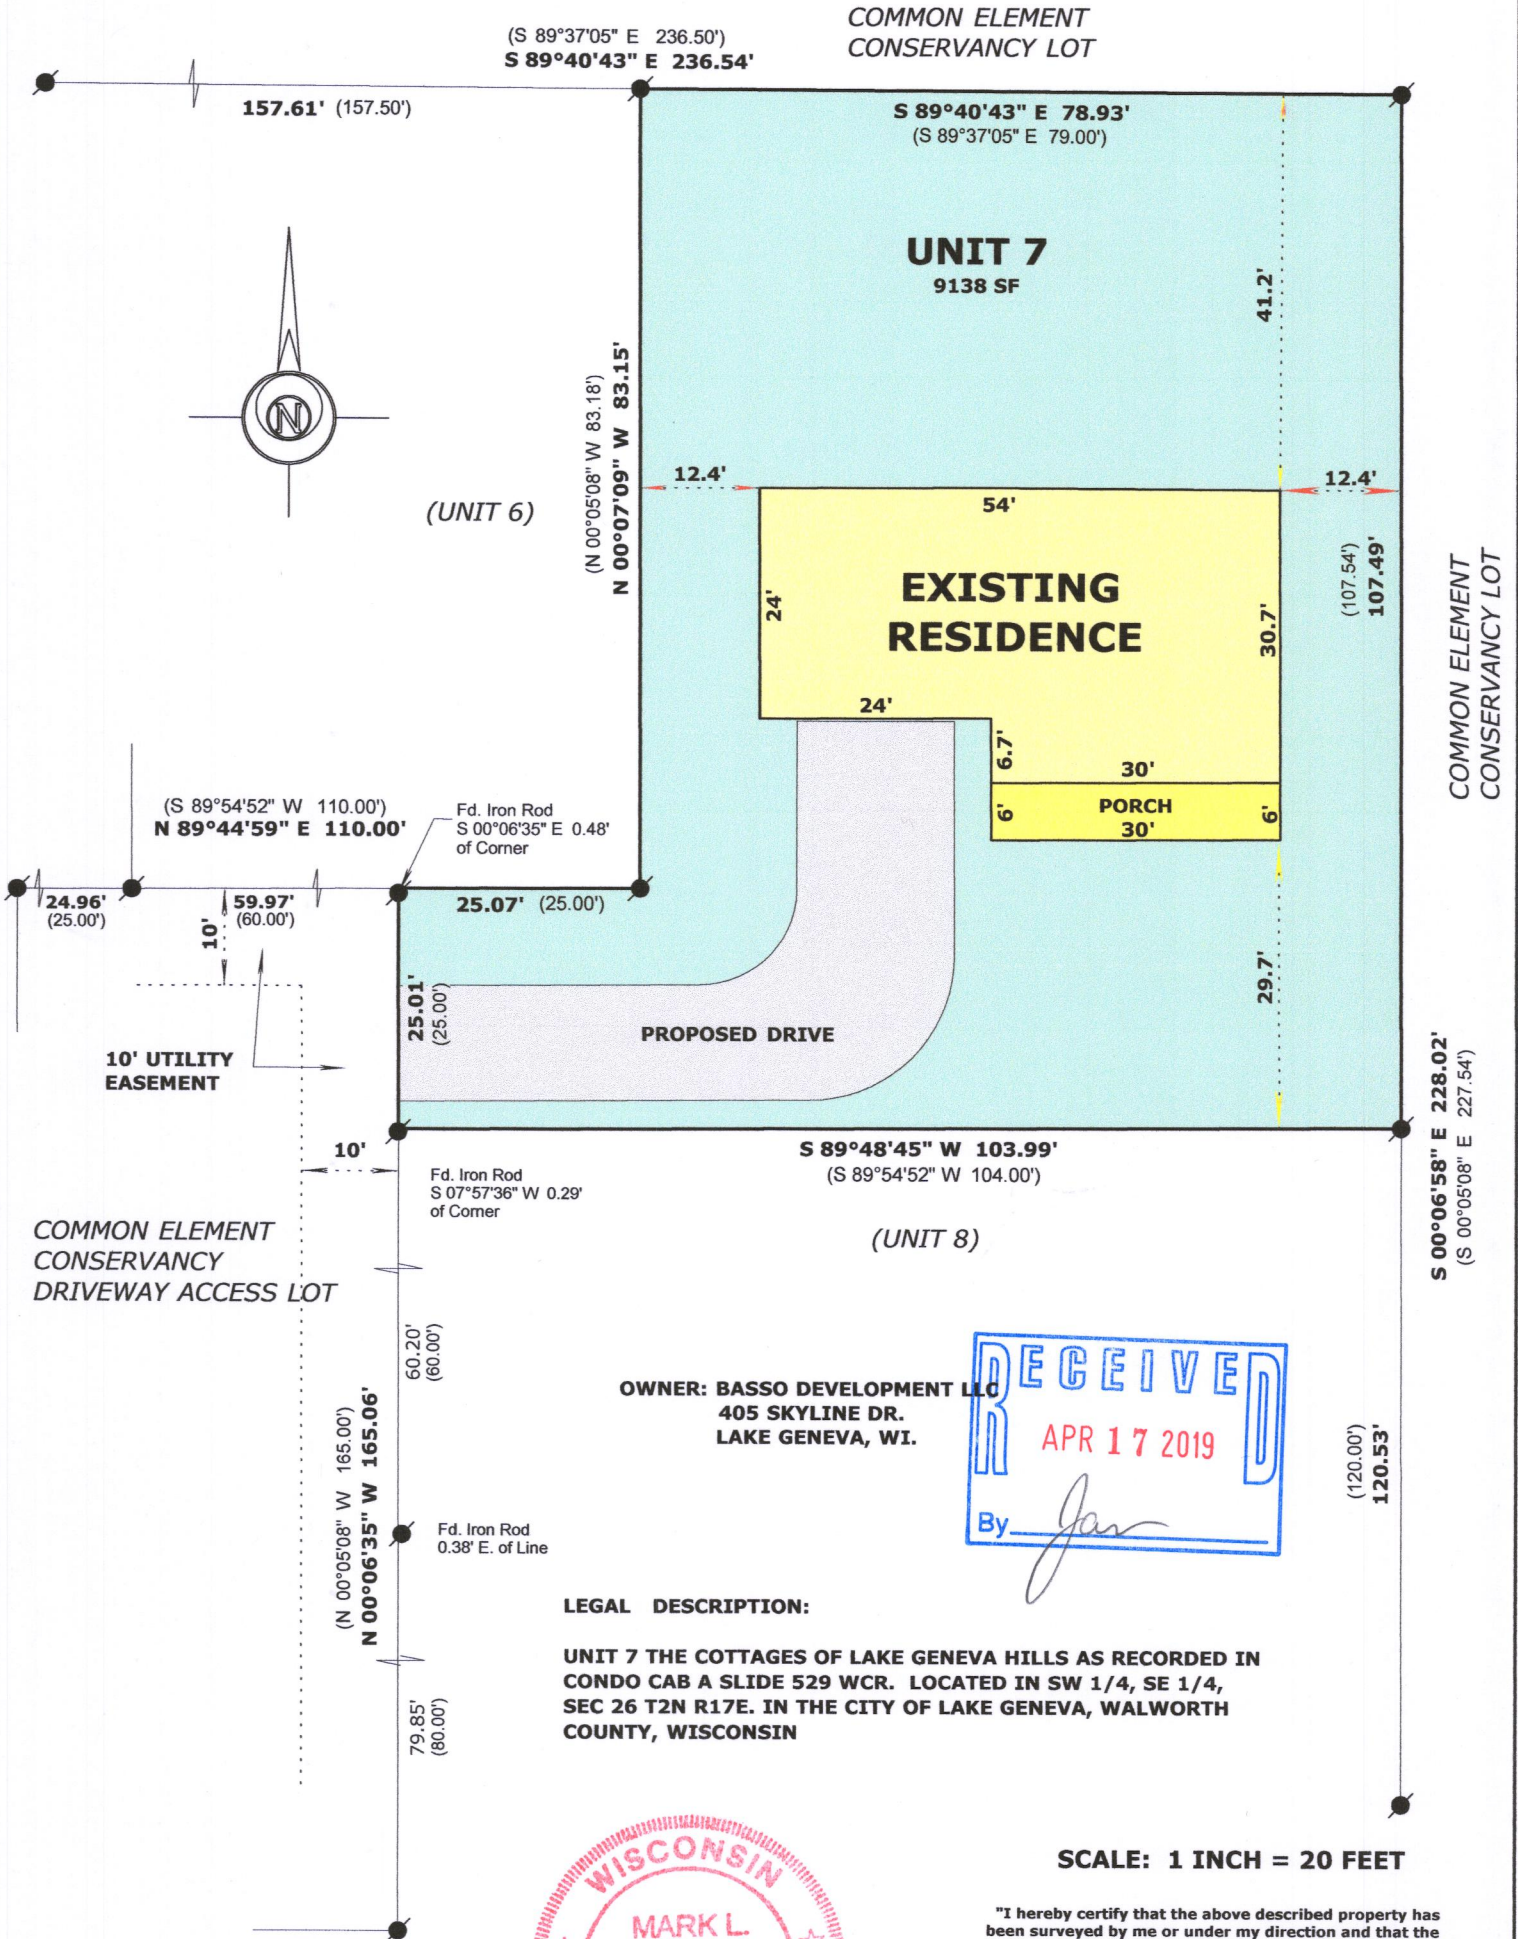 COMMON ELEMENT
CONSERVANCY LOT
(S 89°37'05" E 236.50')
S 89°40'43" E 236.54'
157.61' (157.50')
S 89°40'43" E 78.93'
(S 89°37'05" E 79.00')
UNIT 7
9138 SF
41.2'
(N 00°05'08" W 83.18')
N 00°07'09" W 83.15'
N
(UNIT 6)
12.4'
12.4'
54'
EXISTING
RESIDENCE
24'
30.7'
(107.54')
107.49'
COMMON ELEMENT
CONSERVANCY LOT
24'
6.7'
30'
PORCH
30'
6'
6'
(S 89°54'52" W 110.00')
N 89°44'59" E 110.00'
Fd. Iron Rod
S 00°06'35" E 0.48'
of Corner
24.96'
(25.00')
59.97'
(60.00')
10'
25.07' (25.00')
25.01'
(25.00')
PROPOSED DRIVE
29.7'
10' UTILITY
EASEMENT
10'
S 89°48'45" W 103.99'
(S 89°54'52" W 104.00')
S 00°06'58" E 228.02'
(S 00°05'08" E 227.54')
Fd. Iron Rod
S 07°57'36" W 0.29'
of Corner
(UNIT 8)
COMMON ELEMENT
CONSERVANCY
DRIVEWAY ACCESS LOT
60.20'
(60.00')
OWNER: BASSO DEVELOPMENT LLC
405 SKYLINE DR.
LAKE GENEVA, WI.
RECEIVED
APR 17 2019
By Jan
(120.00')
120.53'
(N 00°05'08" W 165.00')
N 00°06'35" W 165.06'
Fd. Iron Rod
0.38' E. of Line
LEGAL DESCRIPTION:
UNIT 7 THE COTTAGES OF LAKE GENEVA HILLS AS RECORDED IN
CONDO CAB A SLIDE 529 WCR. LOCATED IN SW 1/4, SE 1/4,
SEC 26 T2N R17E. IN THE CITY OF LAKE GENEVA, WALWORTH
COUNTY, WISCONSIN
79.85'
(80.00')
WISCONSIN
MARK L.
SCALE: 1 INCH = 20 FEET
"I hereby certify that the above described property has
been surveyed by me or under my direction and that the